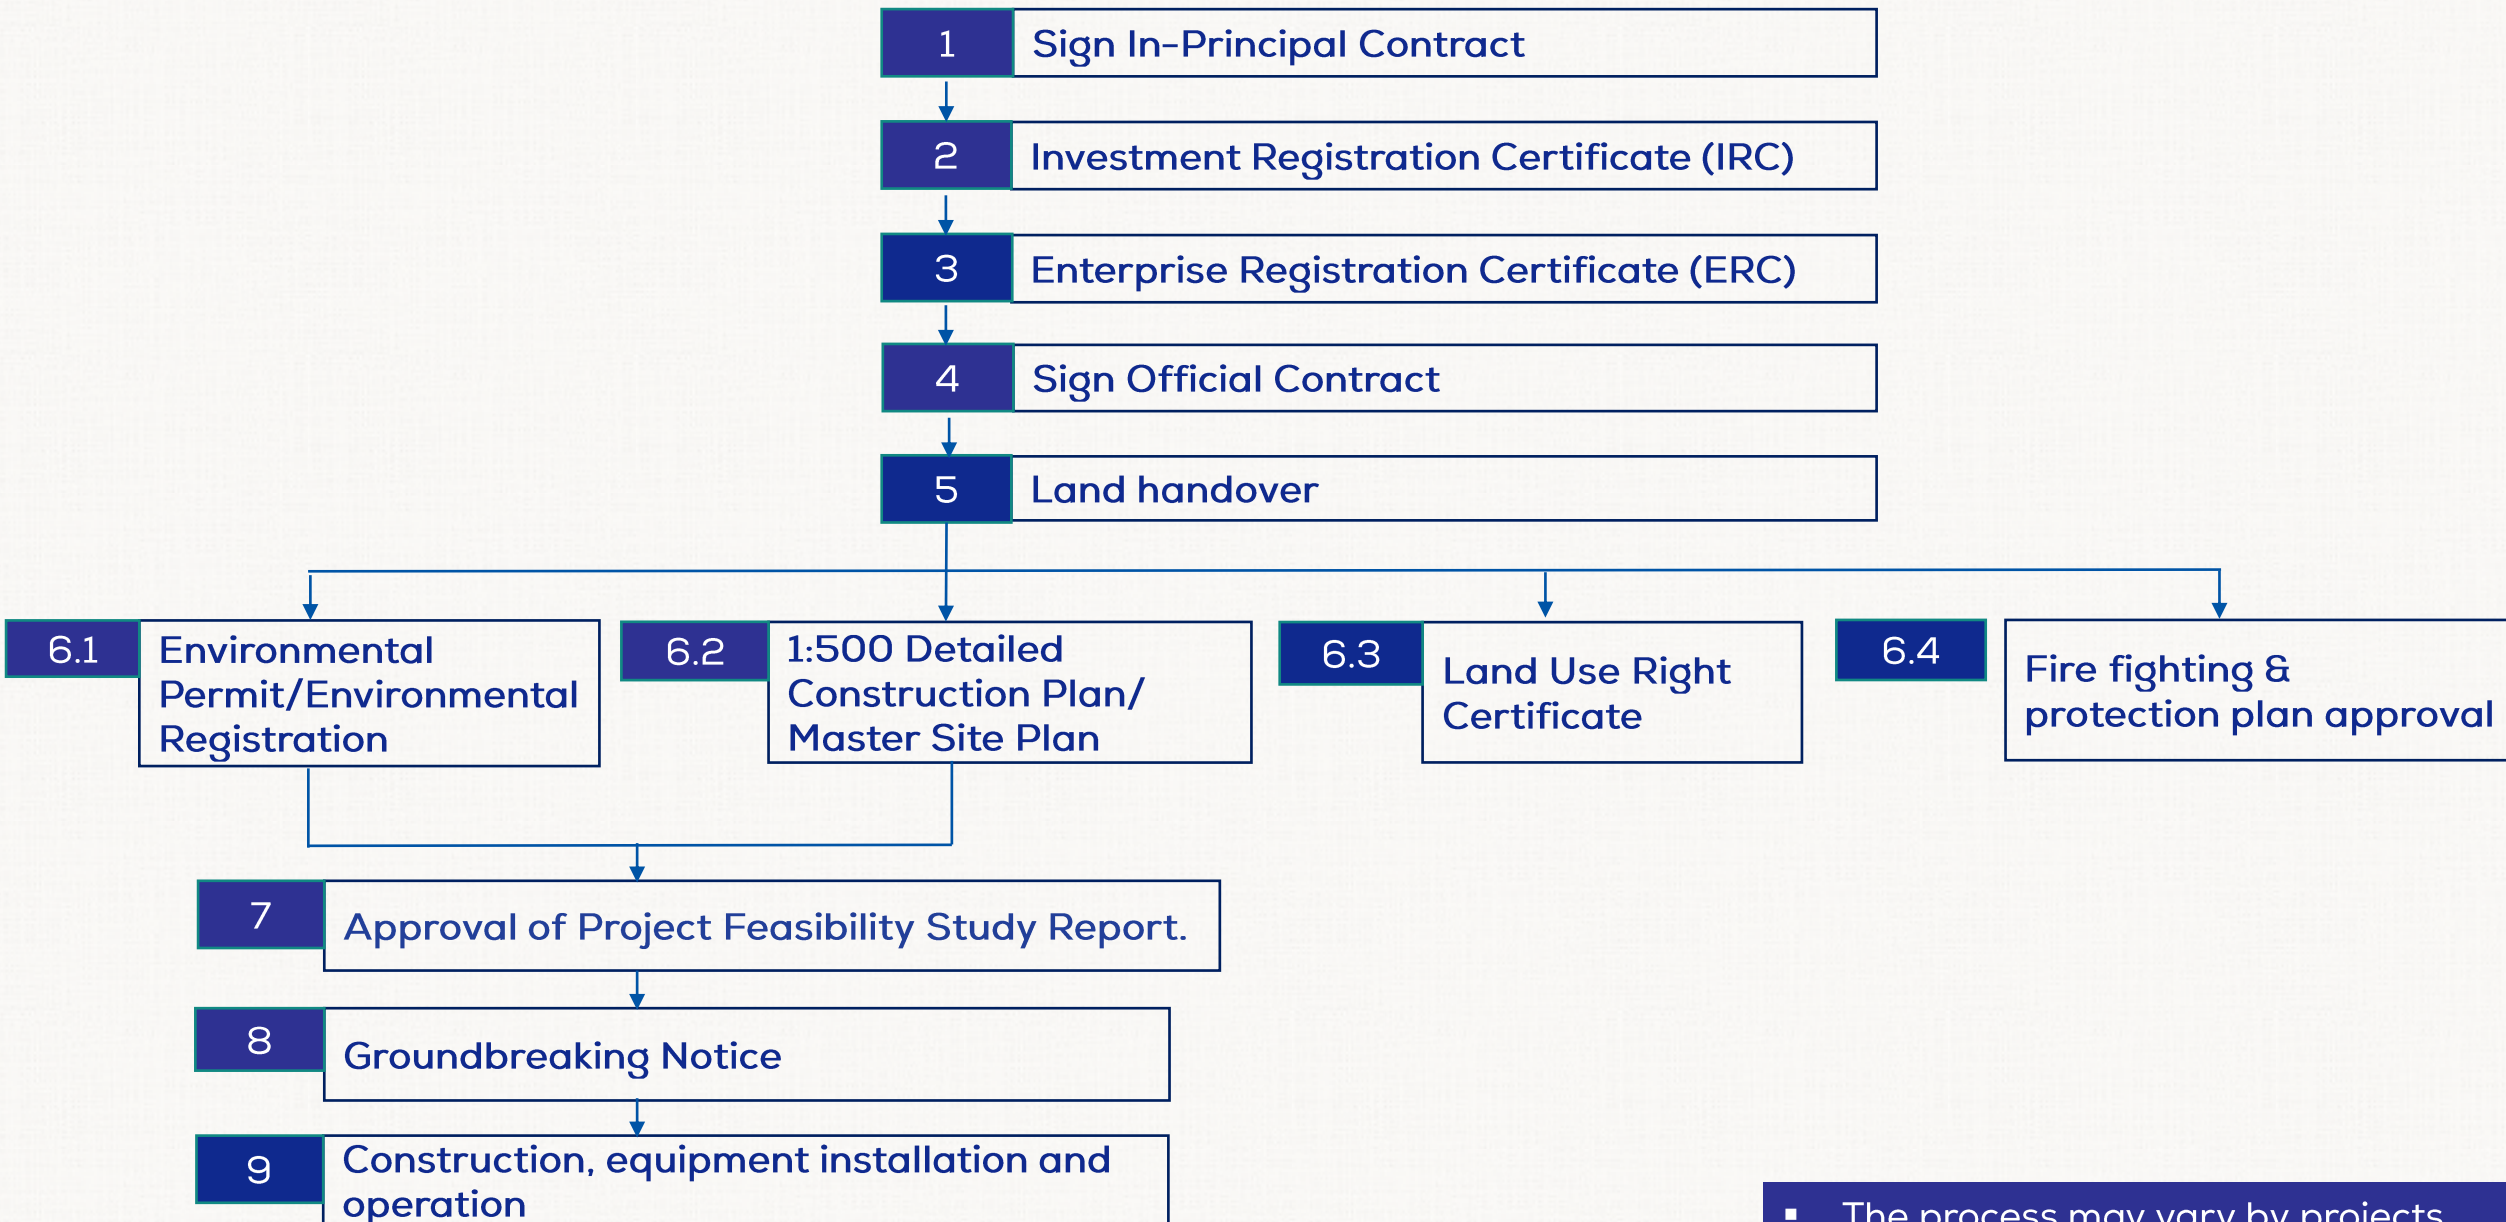 1
Sign In-Principal Contract
2
Investment Registration Certificate (IRC)
3
Enterprise Registration Certificate (ERC)
4
Sign Official Contract
5
Land handover
6.1
Environmental
Permit/Environmental
Registration
6.2
1:500 Detailed
Construction Plan/
Master Site Plan
6.3
Land Use Right
Certificate
6.4
Fire fighting &
protection plan approval
7
Approval of Project Feasibility Study Report.
8
Groundbreaking Notice
9
Construction, equipment installation and
operation
▪ The process may vary by projects